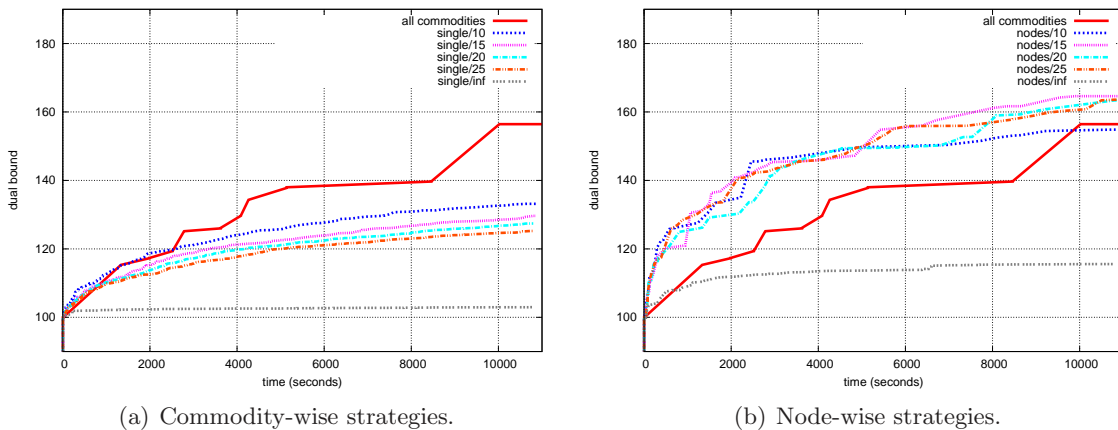 180
160
140
120
100
dual bound
0 2000 4000 6000 8000 10000
time (seconds)
all commodities
single/10
single/15
single/20
single/25
single/inf
(a) Commodity-wise strategies.
180
160
140
120
100
dual bound
0 2000 4000 6000 8000 10000
time (seconds)
all commodities
nodes/10
nodes/15
nodes/20
nodes/25
nodes/inf
(b) Node-wise strategies.